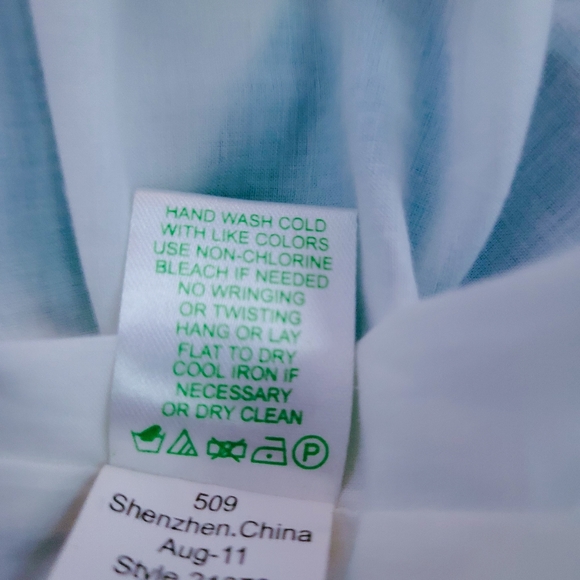 HAND WASH COLD
WITH LIKE COLORS
USE NON-CHLORINE
BLEACH IF NEEDED
NO WRINGING
OR TWISTING
HANG OR LAY
FLAT TO DRY
COOL IRON IF
NECESSARY
OR DRY CLEAN
P
509
Shenzhen.China
Aug-11
Style